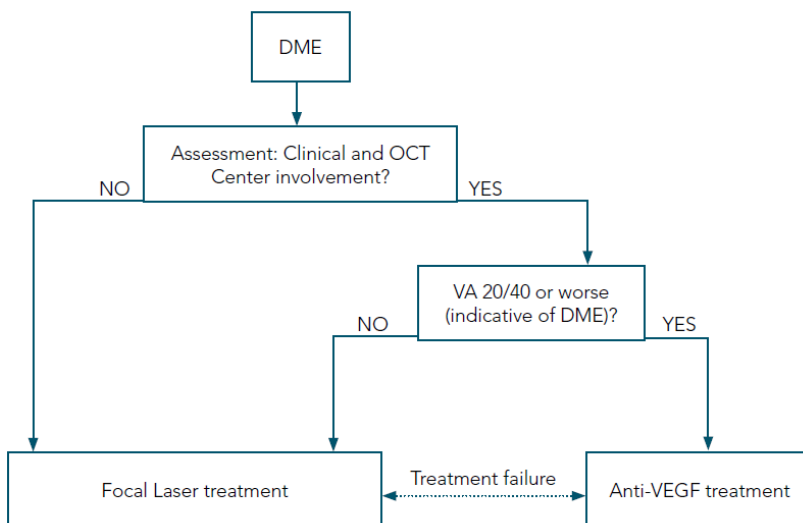 DME
Assessment: Clinical and OCT
Center involvement?
NO
YES
VA 20/40 or worse
(indicative of DME)?
NO
YES
Focal Laser treatment
Treatment failure
Anti-VEGF treatment